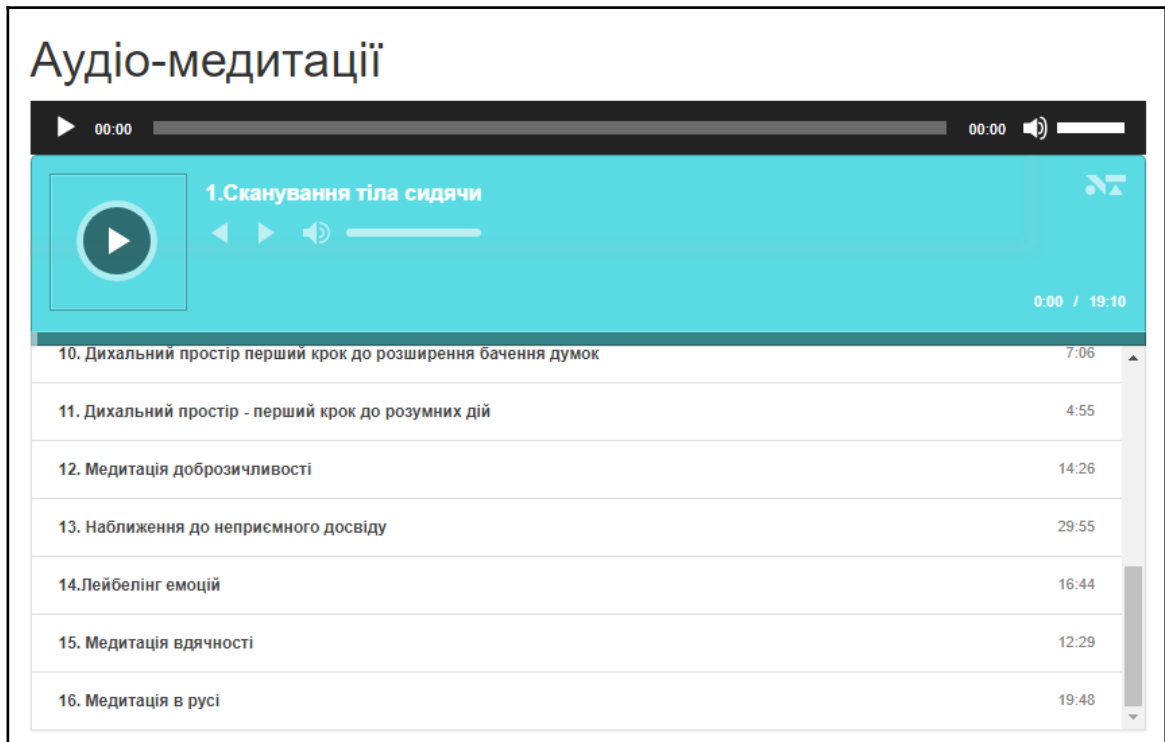 Аудіо-медитації
00:00 00:00
1.Сканування тіла сидячи
0:00 / 19:10
10. Дихальний простір перший крок до розширення бачення думок 7:06
11. Дихальний простір - перший крок до розумних дій 4:55
12. Медитація доброзичливості 14:26
13. Наближення до неприємного досвіду 29:55
14.Лейбелінг емоцій 16:44
15. Медитація вдячності 12:29
16. Медитація в русі 19:48